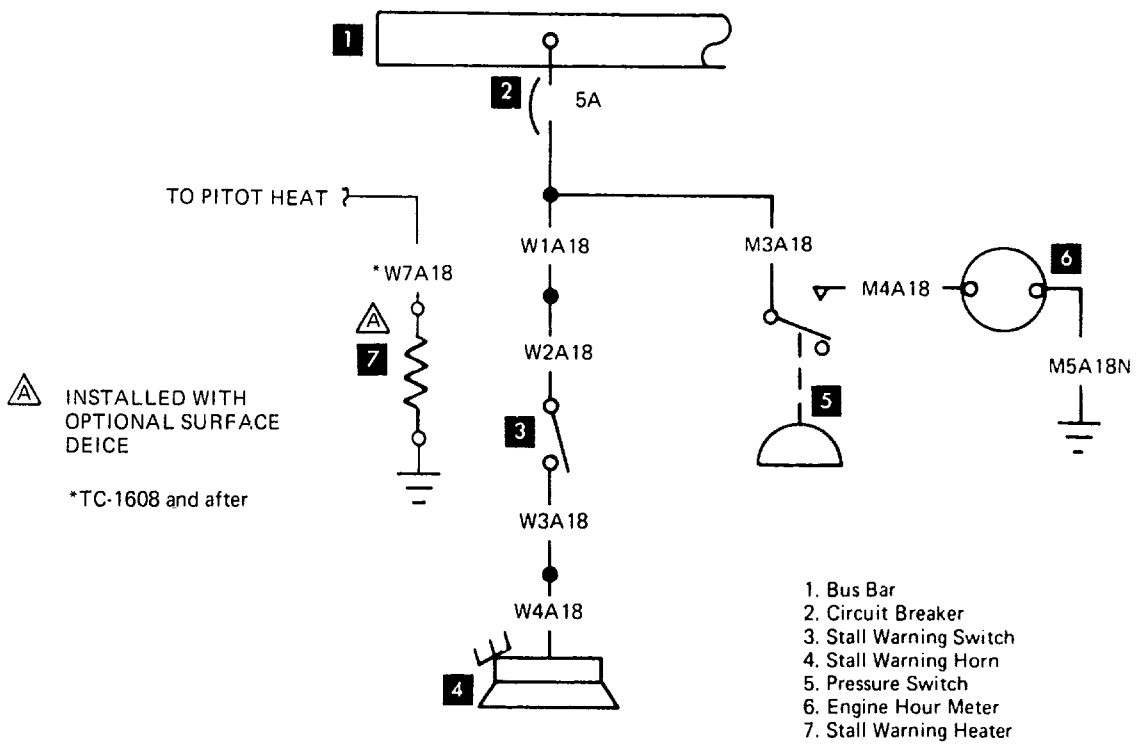 1
2
5A
TO PITOT HEAT
W1A18
M3A18
6
*W7A18
M4A18
A
7
W2A18
M5A18N
A INSTALLED WITH
OPTIONAL SURFACE
DEICE
3
5
*TC-1608 and after
W3A18
W4A18
4
1. Bus Bar
2. Circuit Breaker
3. Stall Warning Switch
4. Stall Warning Horn
5. Pressure Switch
6. Engine Hour Meter
7. Stall Warning Heater